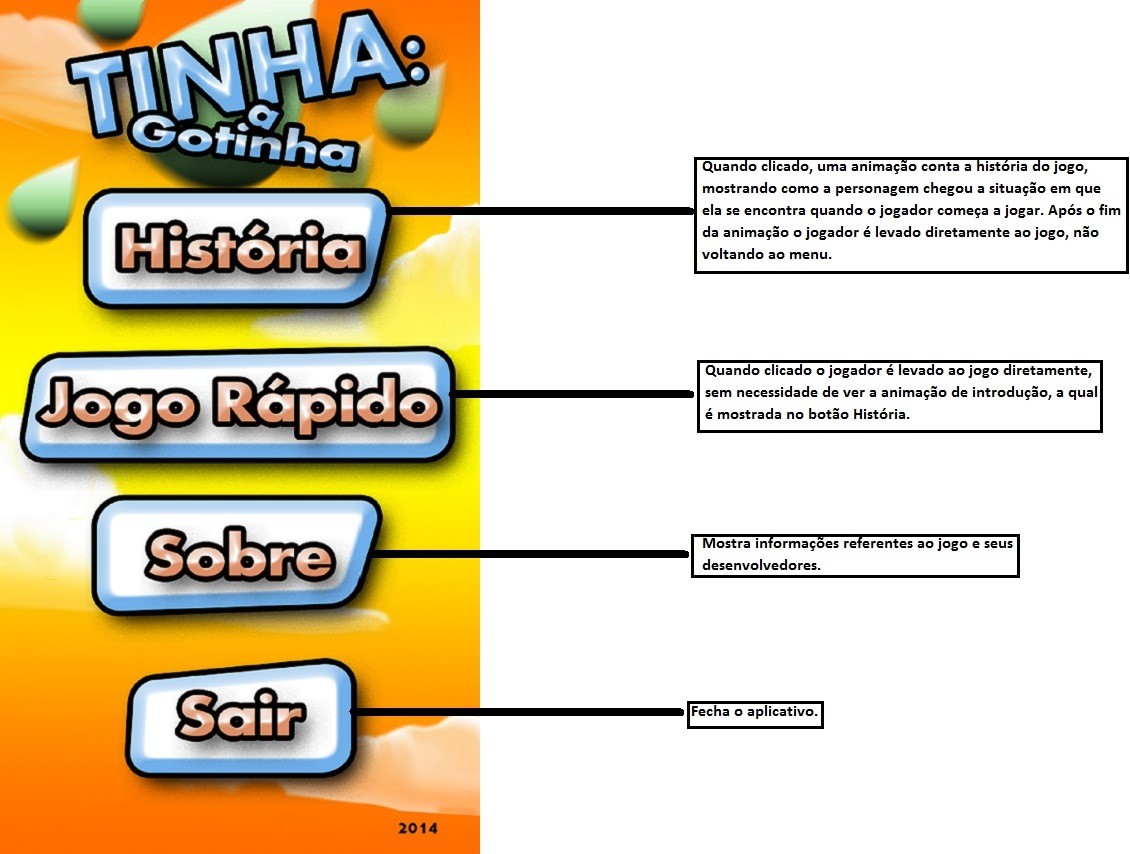 TINHA:
a
Gotinha
História
Quando clicado, uma animação conta a história do jogo,
mostrando como a personagem chegou a situação em que
ela se encontra quando o jogador começa a jogar. Após o fim
da animação o jogador é levado diretamente ao jogo, não
voltando ao menu.
Jogo Rápido
Quando clicado o jogador é levado ao jogo diretamente,
sem necessidade de ver a animação de introdução, a qual
é mostrada no botão História.
Sobre
Mostra informações referentes ao jogo e seus
desenvolvedores.
Sair
Fecha o aplicativo.
2014